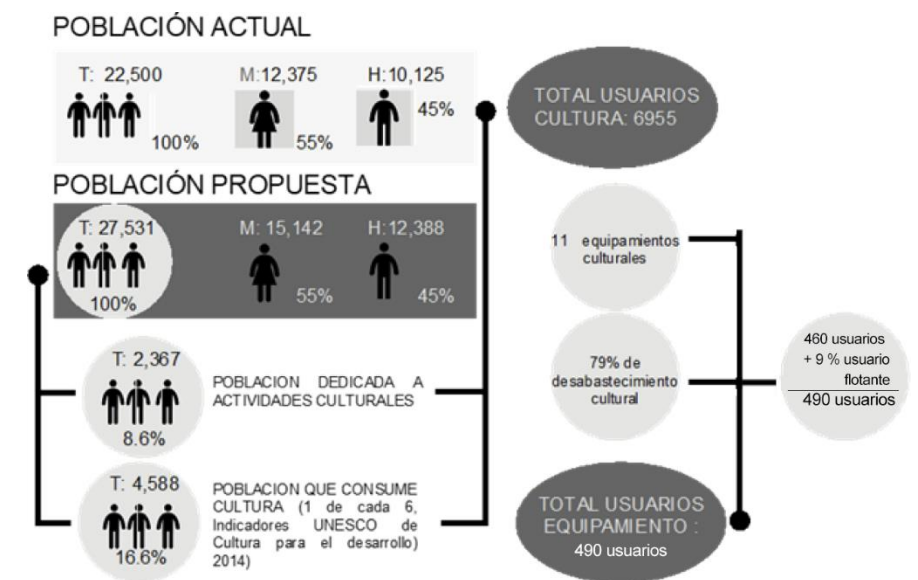 POBLACIÓN ACTUAL
T: 22,500
100%
M:12,375
55%
H:10,125
45%
POBLACIÓN PROPUESTA
T: 27,531
100%
M: 15,142
55%
H:12,388
45%
T: 2,367
8.6%
POBLACION DEDICADA A
ACTIVIDADES CULTURALES
T: 4,588
16.6%
POBLACION QUE CONSUME
CULTURA (1 de cada 6,
Indicadores UNESCO de
Cultura para el desarrollo)
2014)
TOTAL USUARIOS
CULTURA: 6955
11 equipamientos
culturales
79% de
desabastecimiento
cultural
460 usuarios
+ 9 % usuario
flotante
490 usuarios
TOTAL USUARIOS
EQUIPAMIENTO :
490 usuarios